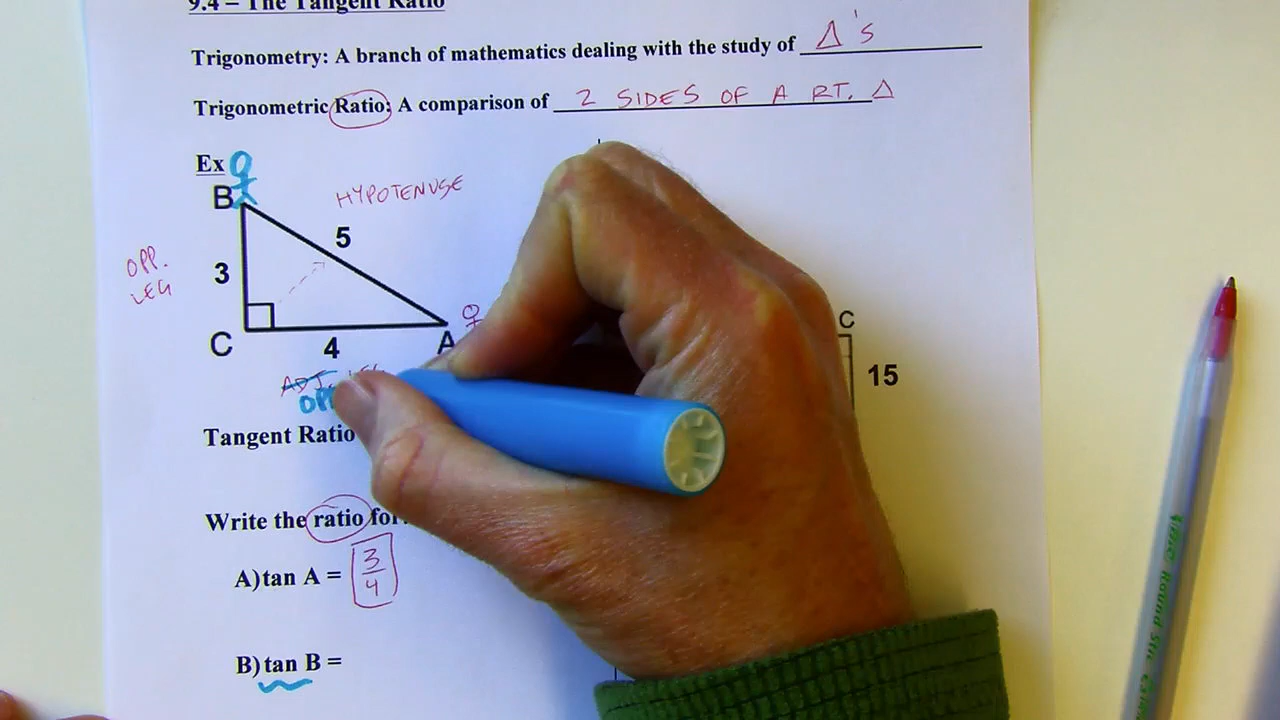 9.4 – The Tangent Ratio
Trigonometry: A branch of mathematics dealing with the study of Δ's
Trigonometric Ratio: A comparison of 2 SIDES OF A RT. Δ
Ex
B
HYPOTENUSE
5
OPP.
LEG
3
C
4
A
ADJ.
OPP
C
15
Tangent Ratio
Write the ratio for
A) tan A = 3/4
B) tan B =